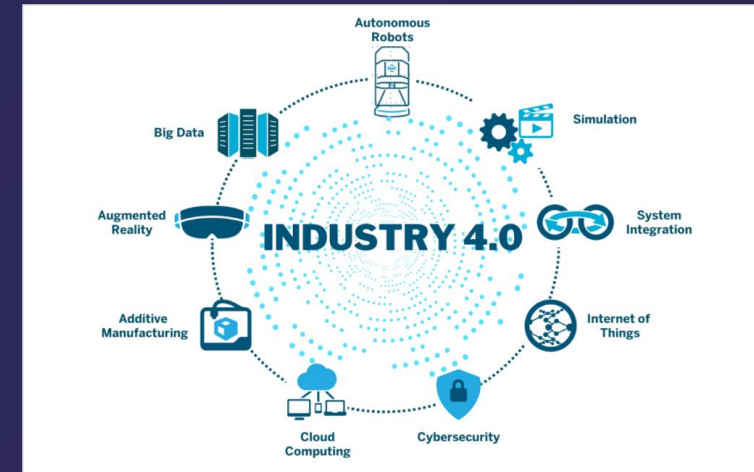 Autonomous
Robots
Simulation
System
Integration
Internet of
Things
Cybersecurity
Cloud
Computing
Additive
Manufacturing
Augmented
Reality
Big Data
INDUSTRY 4.0